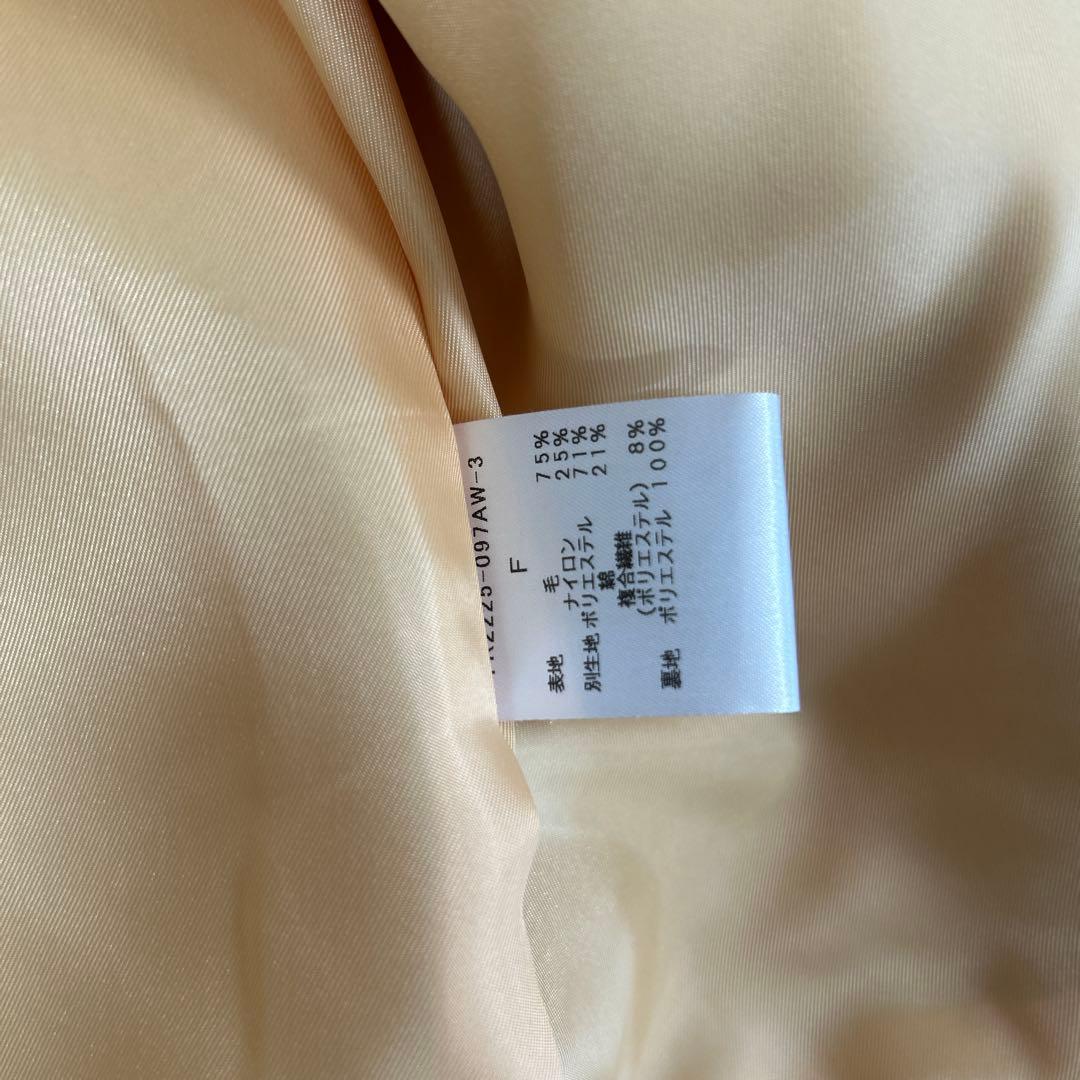 2225-097AW-3
F
表地 毛 75%
ナイロン 25%
別生地 ポリエステル 71%
綿 21%
複合繊維
(ポリエステル) 8%
裏地 ポリエステル 100%